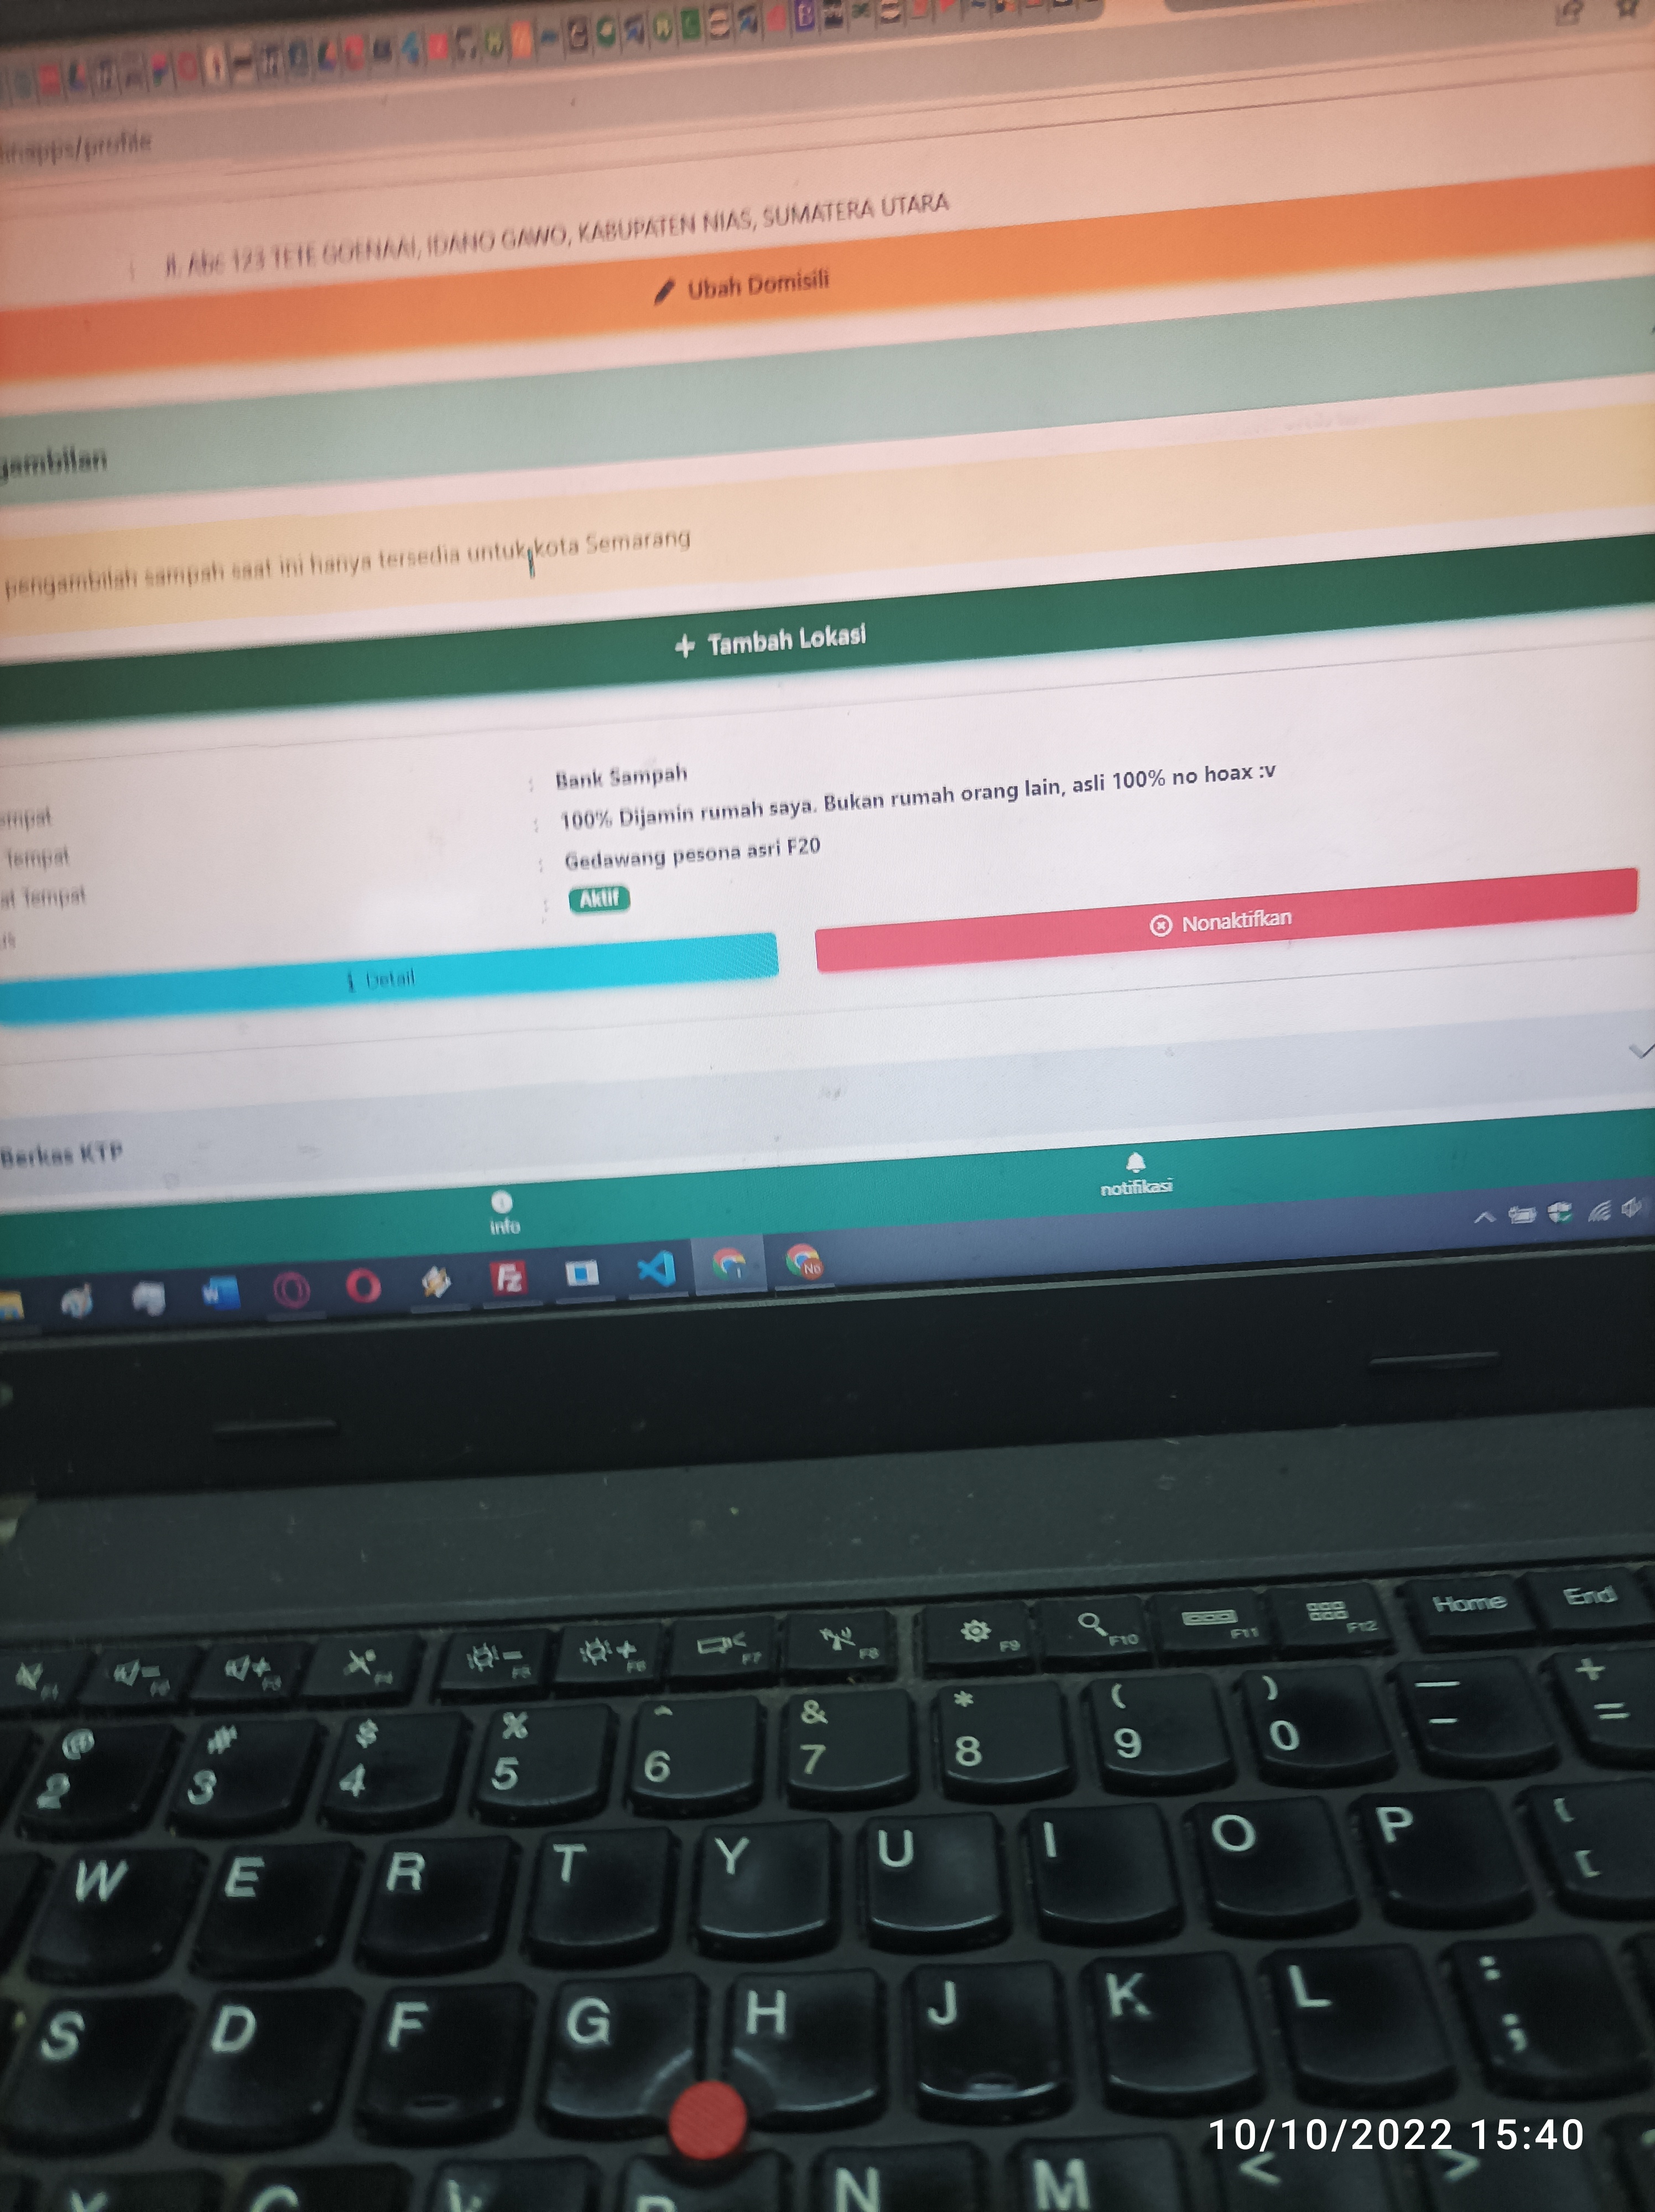 /profile
Jl. Abc 123 TETE GOENAAI, IDANO GAWO, KABUPATEN NIAS, SUMATERA UTARA
Ubah Domisili
gambilan
pengambilah sampah saat ini hanya tersedia untuk kota Semarang
+ Tambah Lokasi
: Bank Sampah
mpat : 100% Dijamin rumah saya. Bukan rumah orang lain, asli 100% no hoax :v
Tempat : Gedawang pesona asri F20
at Tempat : Aktif
i Detail
Nonaktifkan
Berkas KTP
info
notifikasi
W
Fz
No
F1 F2 F3 F4 F5 F6 F7 F8 F9 F10 F11 F12 Home End
@ # $ % ^ & * ( ) — +
2 3 4 5 6 7 8 9 0 - =
W E R T Y U I O P { [
S D F G H J K L : ;
N M < >
10/10/2022 15:40